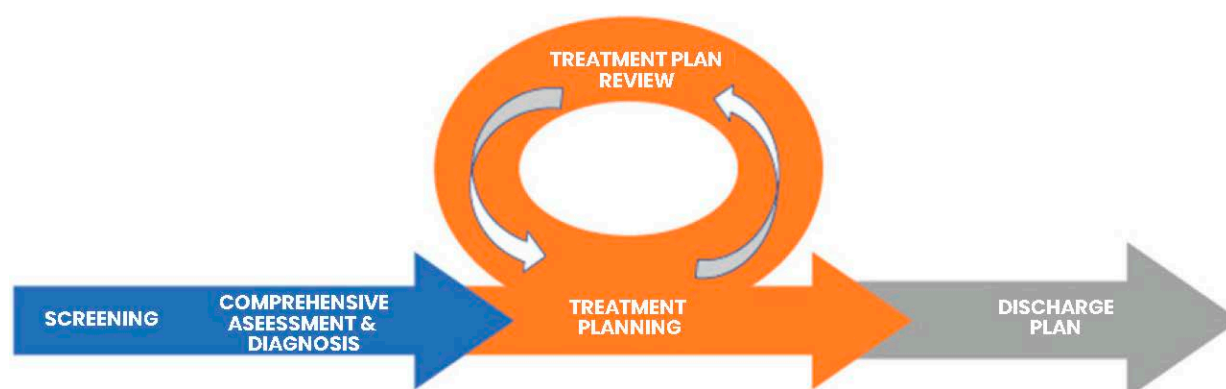 TREATMENT PLAN
REVIEW
SCREENING
COMPREHENSIVE
ASEESSMENT &
DIAGNOSIS
TREATMENT
PLANNING
DISCHARGE
PLAN